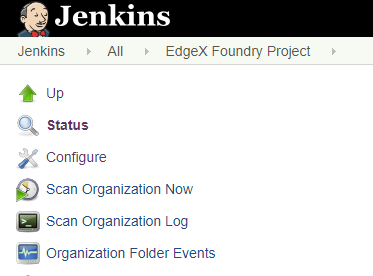 Jenkins
Jenkins All EdgeX Foundry Project
Up
Status
Configure
Scan Organization Now
Scan Organization Log
Organization Folder Events